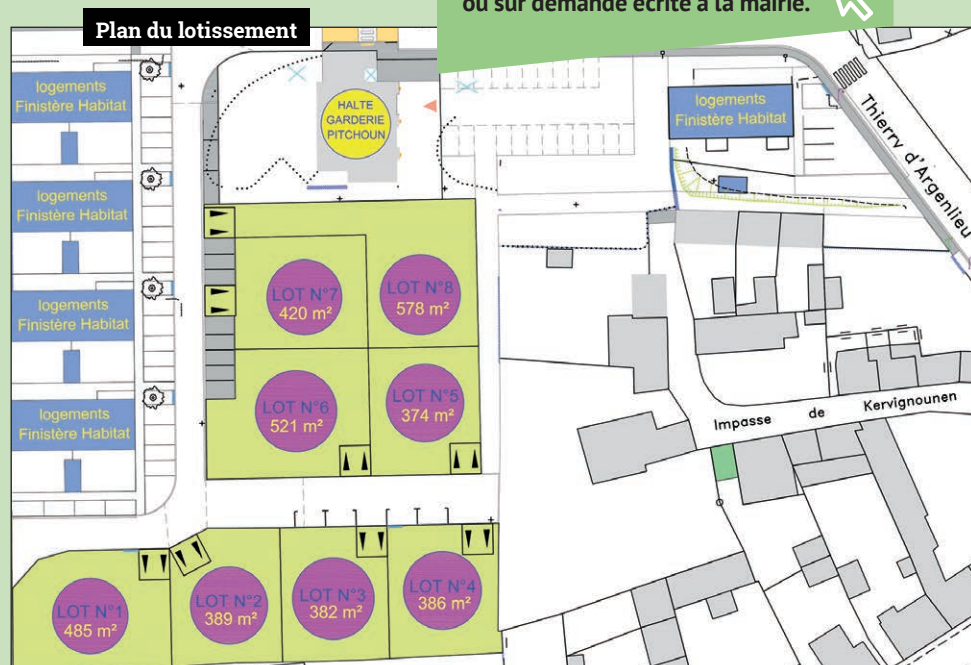 ou sur demande écrite à la mairie.
Plan du lotissement
logements
Finistère Habitat
HALTE
GARDERIE
PITCHOUN
logements
Finistère Habitat
Thierry d'Argenlieu
logements
Finistère Habitat
LOT N°7
420 m²
LOT N°8
578 m²
logements
Finistère Habitat
LOT N°6
521 m²
LOT N°5
374 m²
Impasse de Kervignounen
logements
Finistère Habitat
LOT N°1
485 m²
LOT N°2
389 m²
LOT N°3
382 m²
LOT N°4
386 m²